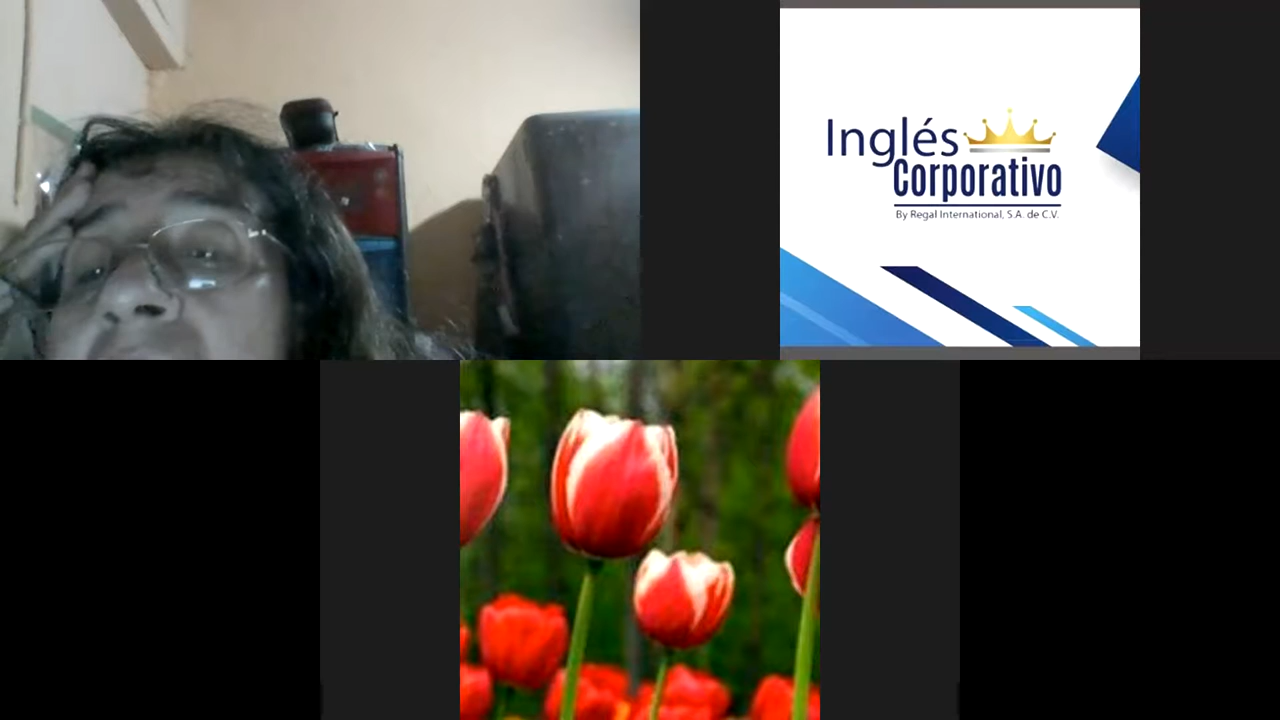 Inglés
Corporativo
By Regal International, S.A. de C.V.